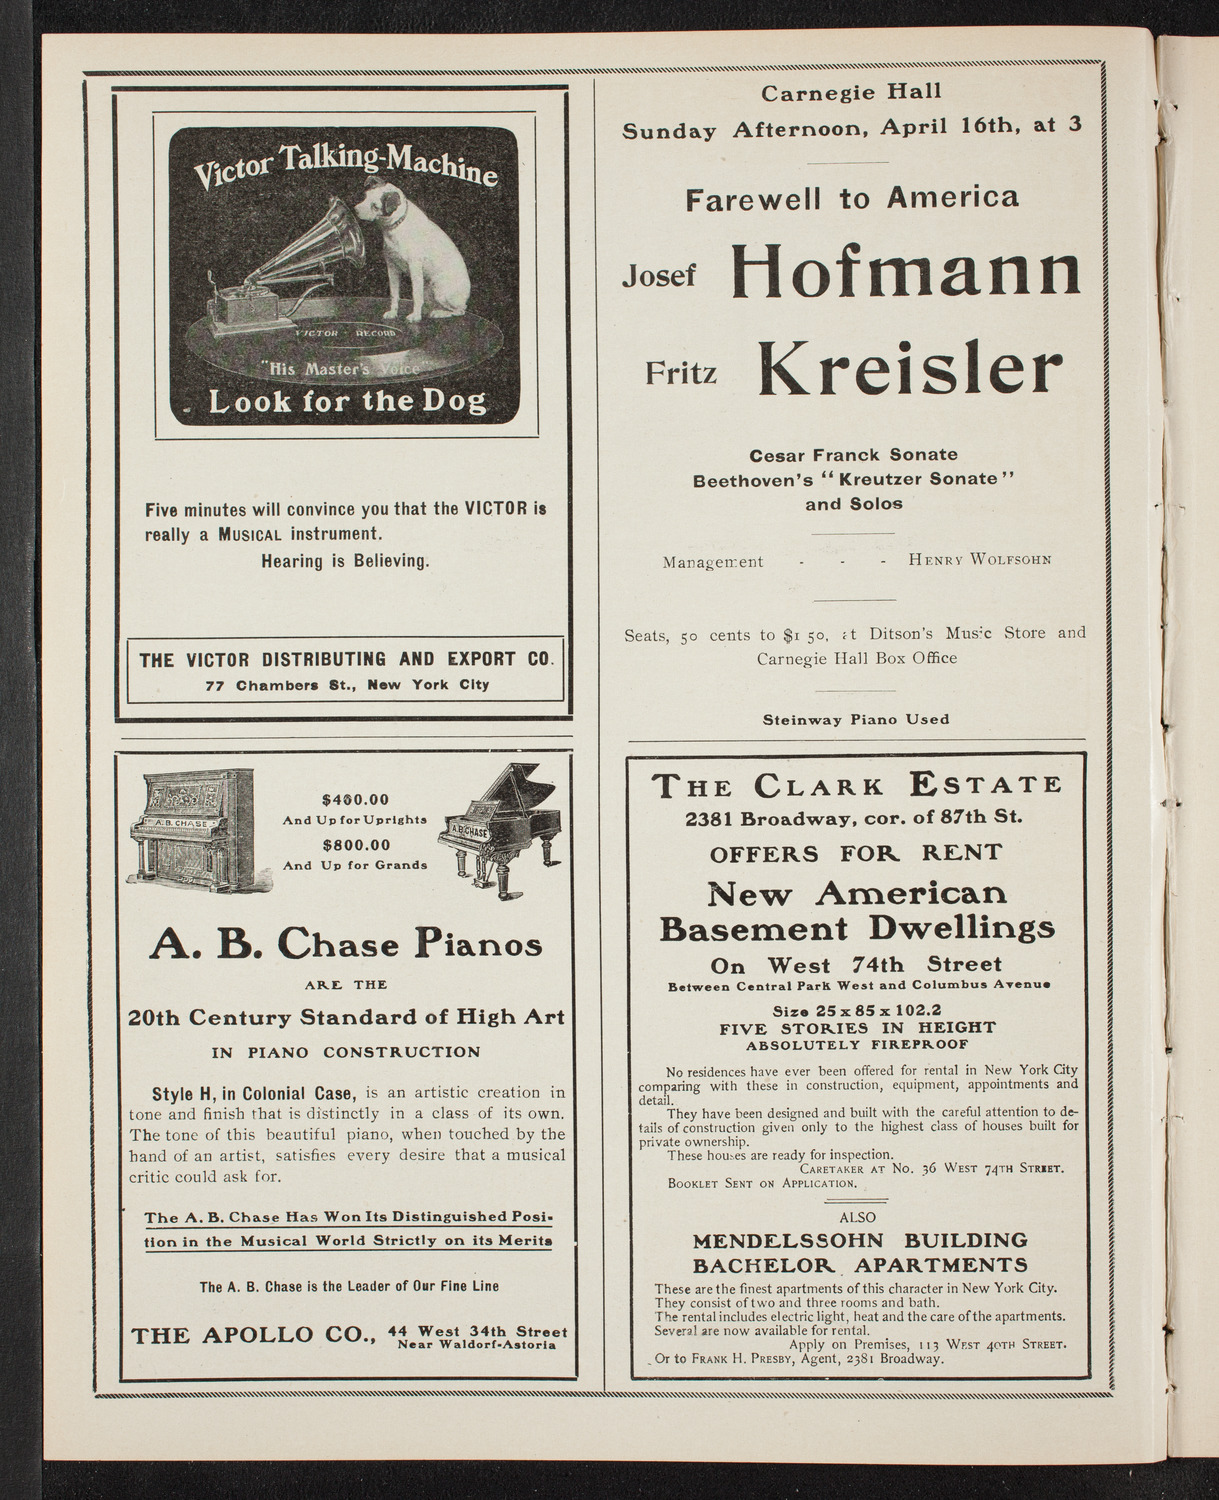 Victor Talking-Machine
VICTOR RECORD
"His Master's Voice"
Look for the Dog
Five minutes will convince you that the VICTOR is
really a MUSICAL instrument.
Hearing is Believing.
THE VICTOR DISTRIBUTING AND EXPORT CO.
77 Chambers St., New York City
A.B. CHASE
$400.00
And Up for Uprights
$800.00
And Up for Grands
A.B. CHASE
A. B. Chase Pianos
ARE THE
20th Century Standard of High Art
IN PIANO CONSTRUCTION
Style H, in Colonial Case, is an artistic creation in
tone and finish that is distinctly in a class of its own.
The tone of this beautiful piano, when touched by the
hand of an artist, satisfies every desire that a musical
critic could ask for.
The A. B. Chase Has Won Its Distinguished Posi-
tion in the Musical World Strictly on its Merits
The A. B. Chase is the Leader of Our Fine Line
THE APOLLO CO., 44 West 34th Street
Near Waldorf-Astoria
Carnegie Hall
Sunday Afternoon, April 16th, at 3
Farewell to America
Josef Hofmann
Fritz Kreisler
Cesar Franck Sonate
Beethoven's "Kreutzer Sonate"
and Solos
Management - - - HENRY WOLFSOHN
Seats, 50 cents to $1 50, at Ditson's Music Store and
Carnegie Hall Box Office
Steinway Piano Used
THE CLARK ESTATE
2381 Broadway, cor. of 87th St.
OFFERS FOR RENT
New American
Basement Dwellings
On West 74th Street
Between Central Park West and Columbus Avenue
Size 25 x 85 x 102.2
FIVE STORIES IN HEIGHT
ABSOLUTELY FIREPROOF
No residences have ever been offered for rental in New York City
comparing with these in construction, equipment, appointments and
detail.
They have been designed and built with the careful attention to de-
tails of construction given only to the highest class of houses built for
private ownership.
These houses are ready for inspection.
CARETAKER AT NO. 36 WEST 74TH STREET.
BOOKLET SENT ON APPLICATION.
ALSO
MENDELSSOHN BUILDING
BACHELOR APARTMENTS
These are the finest apartments of this character in New York City.
They consist of two and three rooms and bath.
The rental includes electric light, heat and the care of the apartments.
Several are now available for rental.
Apply on Premises, 113 WEST 40TH STREET.
Or to FRANK H. PRESBY, Agent, 2381 Broadway.